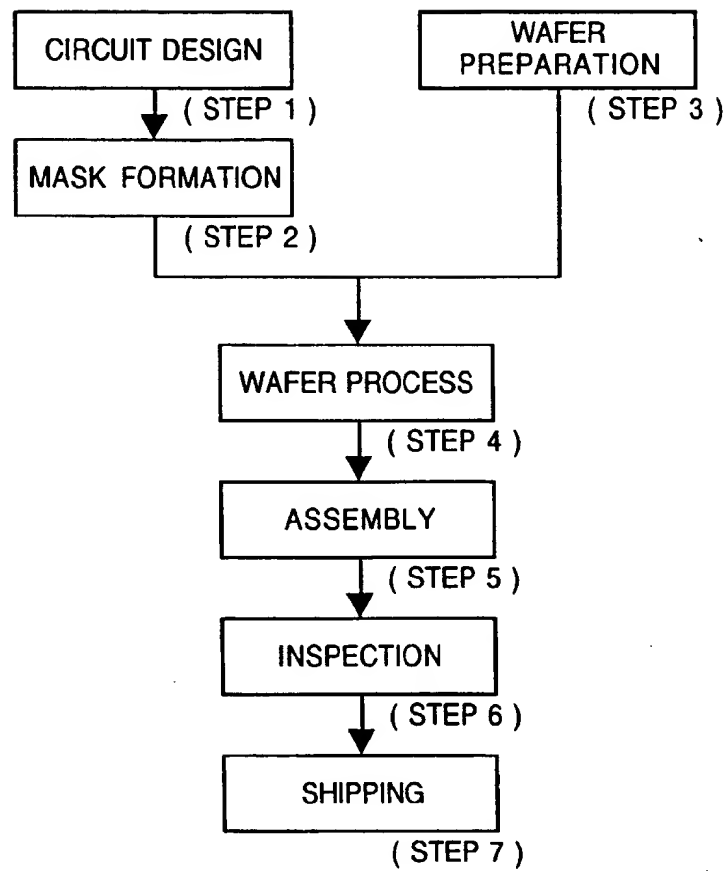 CIRCUIT DESIGN
( STEP 1 )
MASK FORMATION
( STEP 2 )
WAFER
PREPARATION
( STEP 3 )
WAFER PROCESS
( STEP 4 )
ASSEMBLY
( STEP 5 )
INSPECTION
( STEP 6 )
SHIPPING
( STEP 7 )